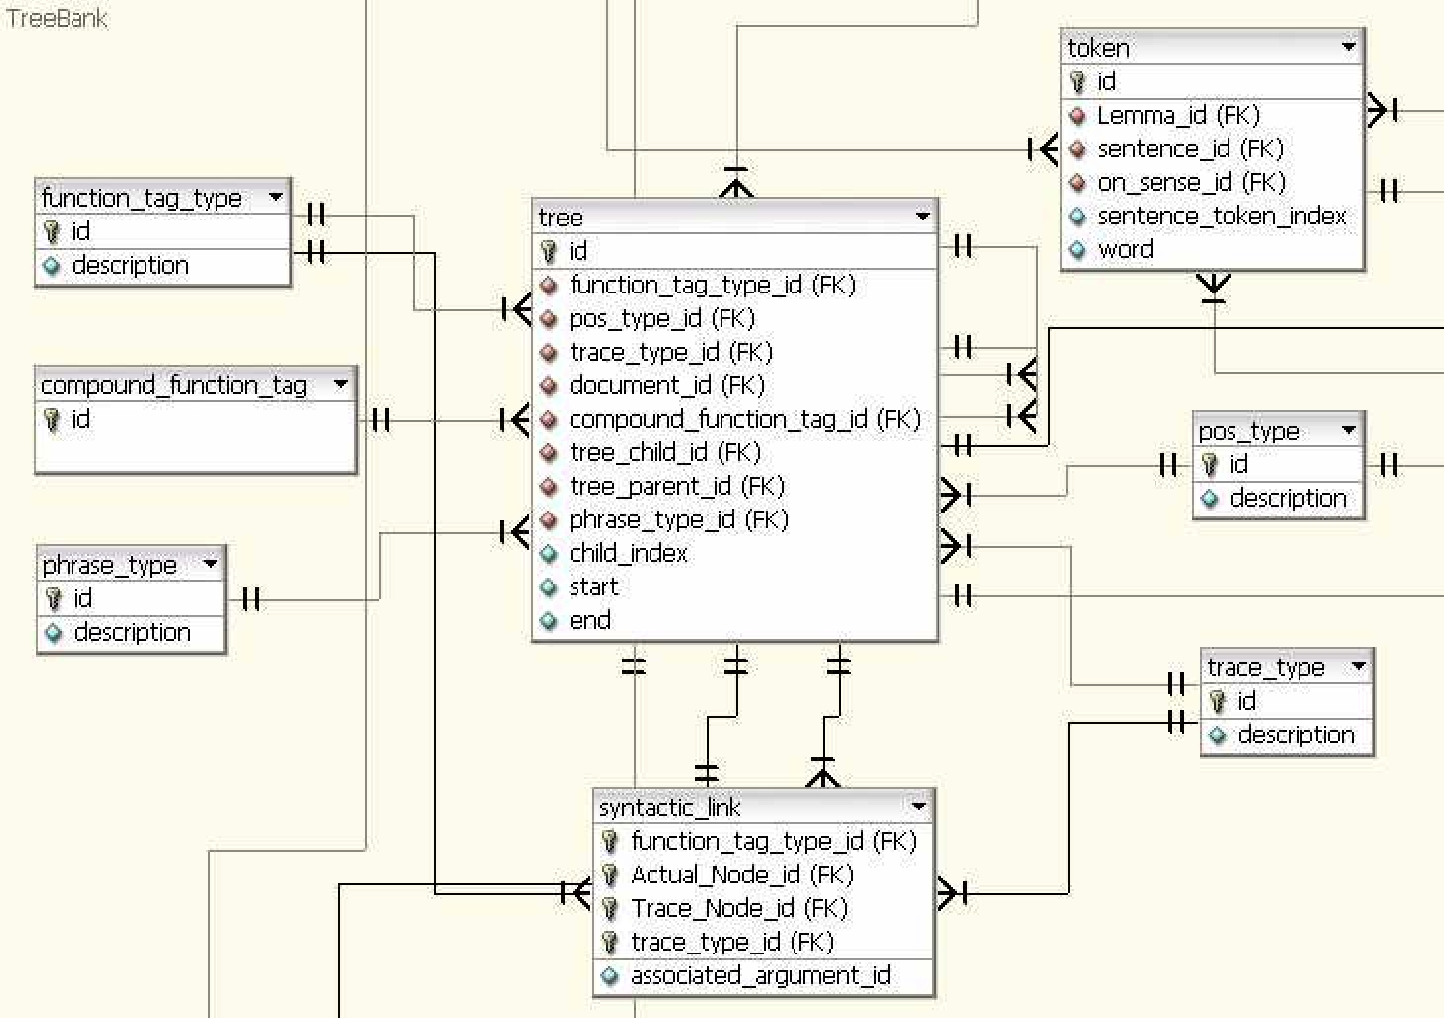 TreeBank
token
id
Lemma_id (FK)
sentence_id (FK)
on_sense_id (FK)
sentence_token_index
word
function_tag_type
id
description
tree
id
function_tag_type_id (FK)
pos_type_id (FK)
trace_type_id (FK)
document_id (FK)
compound_function_tag_id (FK)
tree_child_id (FK)
tree_parent_id (FK)
phrase_type_id (FK)
child_index
start
end
compound_function_tag
id
pos_type
id
description
phrase_type
id
description
trace_type
id
description
syntactic_link
function_tag_type_id (FK)
Actual_Node_id (FK)
Trace_Node_id (FK)
trace_type_id (FK)
associated_argument_id